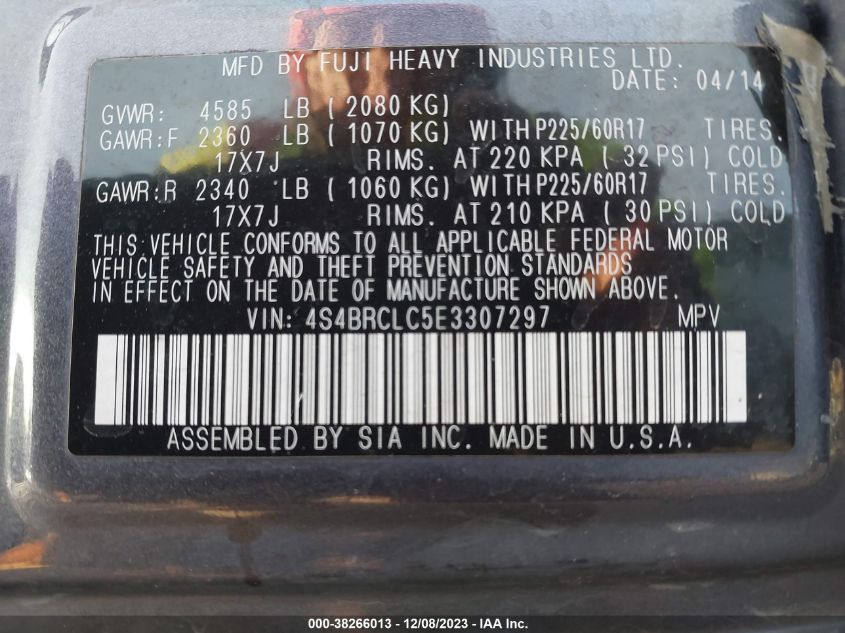 MFD BY FUJI HEAVY INDUSTRIES LTD.
DATE: 04/14
GVWR: 4585 LB ( 2080 KG)
GAWR:F 2360 LB ( 1070 KG) WITH P225/60R17 TIRES.
17X7J RIMS. AT 220 KPA ( 32 PSI) COLD
GAWR:R 2340 LB ( 1060 KG) WITH P225/60R17 TIRES.
17X7J RIMS. AT 210 KPA ( 30 PSI) COLD
THIS VEHICLE CONFORMS TO ALL APPLICABLE FEDERAL MOTOR
VEHICLE SAFETY AND THEFT PREVENTION STANDARDS
IN EFFECT ON THE DATE OF MANUFACTURE SHOWN ABOVE.
VIN: 4S4BRCLC5E3307297 MPV
ASSEMBLED BY SIA INC. MADE IN U.S.A.
000-38266013 - 12/08/2023 - IAA Inc.